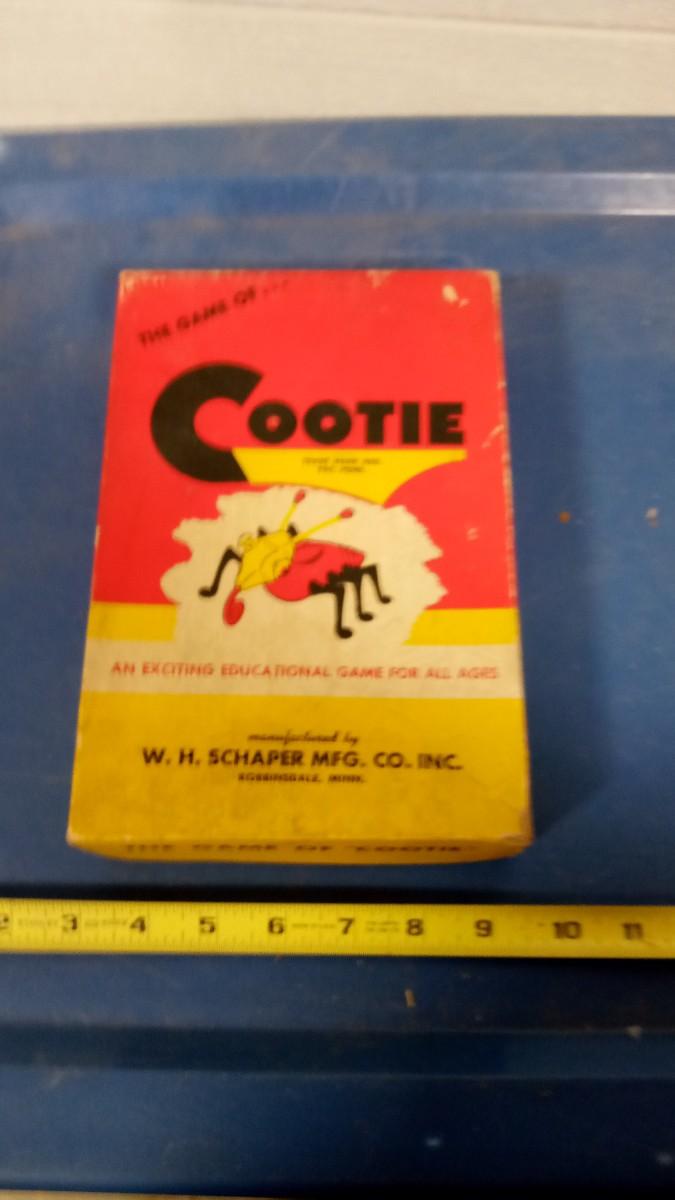 THE GAME OF...
COOTIE
AN EXCITING EDUCATIONAL GAME FOR ALL AGES
manufactured by
W. H. SCHAPER MFG. CO. INC.
ROBBINSDALE, MINN.
THE GAME OF COOTIE
2 3 4 5 6 7 8 9 10 11